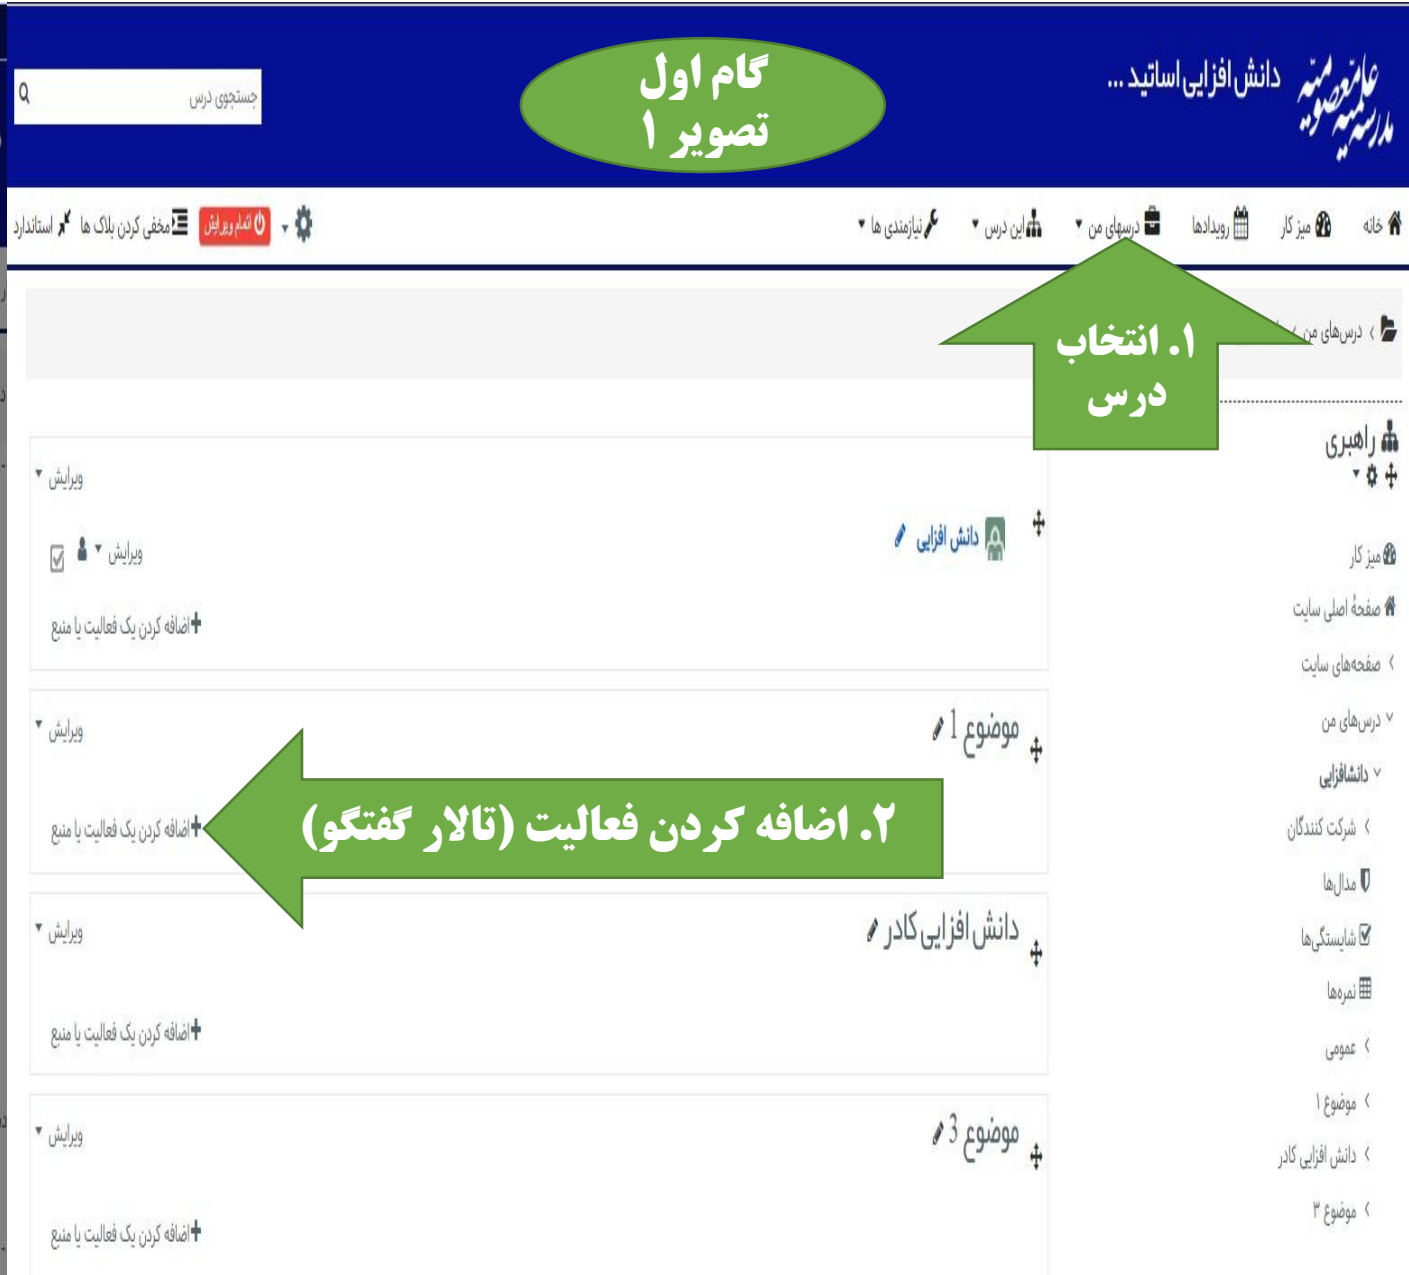 مدرسه علمیه عالی معصومیه
دانش افزایی اساتید ...
گام اول
تصویر ۱
جستجوی درس
خانه
میز کار
رویدادها
درسهای من
این درس
نیازمندی ها
اتمام ویرایش
مخفی کردن بلاک ها
استاندارد
درس‌های من
۱. انتخاب
درس
راهبری
میز کار
صفحهٔ اصلی سایت
صفحه‌های سایت
درس‌های من
دانشافزایی
شرکت کنندگان
مدال‌ها
شایستگی‌ها
نمره‌ها
عمومی
موضوع ۱
دانش افزایی کادر
موضوع ۳
ویرایش
دانش افزایی
ویرایش
اضافه کردن یک فعالیت یا منبع
موضوع 1
ویرایش
۲. اضافه کردن فعالیت (تالار گفتگو)
اضافه کردن یک فعالیت یا منبع
دانش افزایی کادر
ویرایش
اضافه کردن یک فعالیت یا منبع
موضوع 3
ویرایش
اضافه کردن یک فعالیت یا منبع